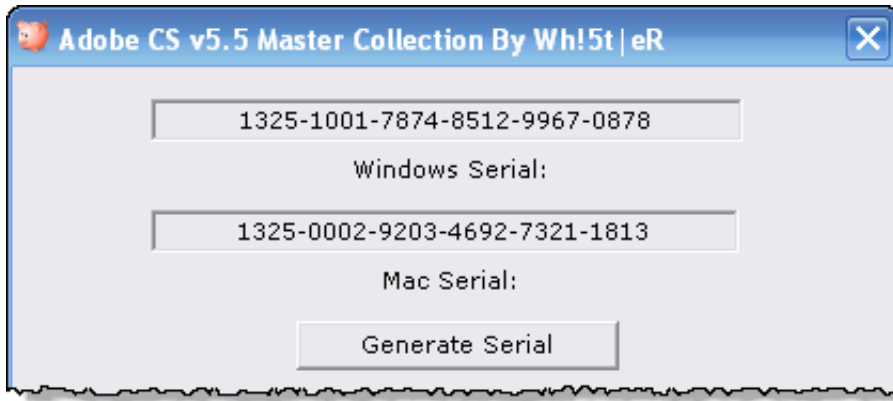 Adobe CS v5.5 Master Collection By Wh!5t|eR
1325-1001-7874-8512-9967-0878
Windows Serial:
1325-0002-9203-4692-7321-1813
Mac Serial:
Generate Serial